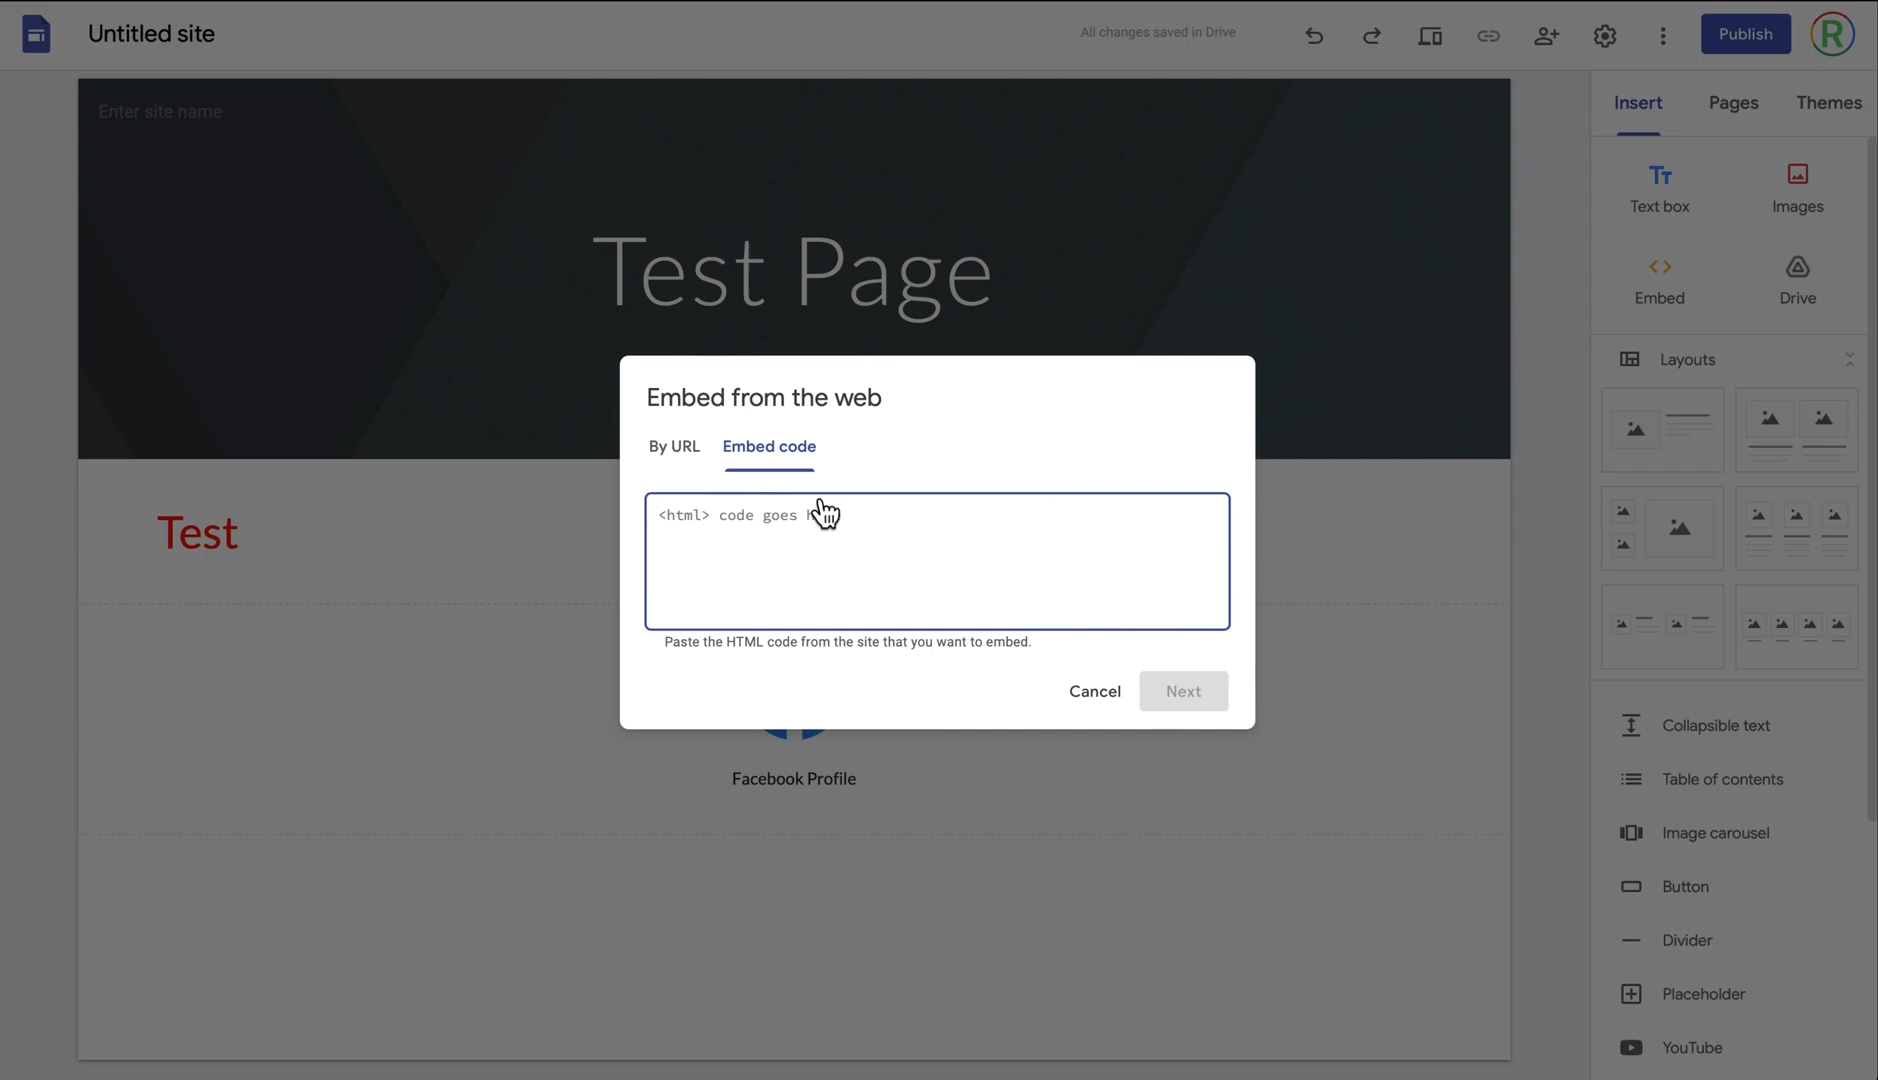 Untitled site
All changes saved in Drive
Publish
R
Enter site name
Insert Pages Themes
Test Page
Text box Images
Embed Drive
Layouts
Embed from the web
By URL Embed code
<html> code goes
Paste the HTML code from the site that you want to embed.
Cancel Next
Test
Facebook Profile
Collapsible text
Table of contents
Image carousel
Button
Divider
Placeholder
YouTube